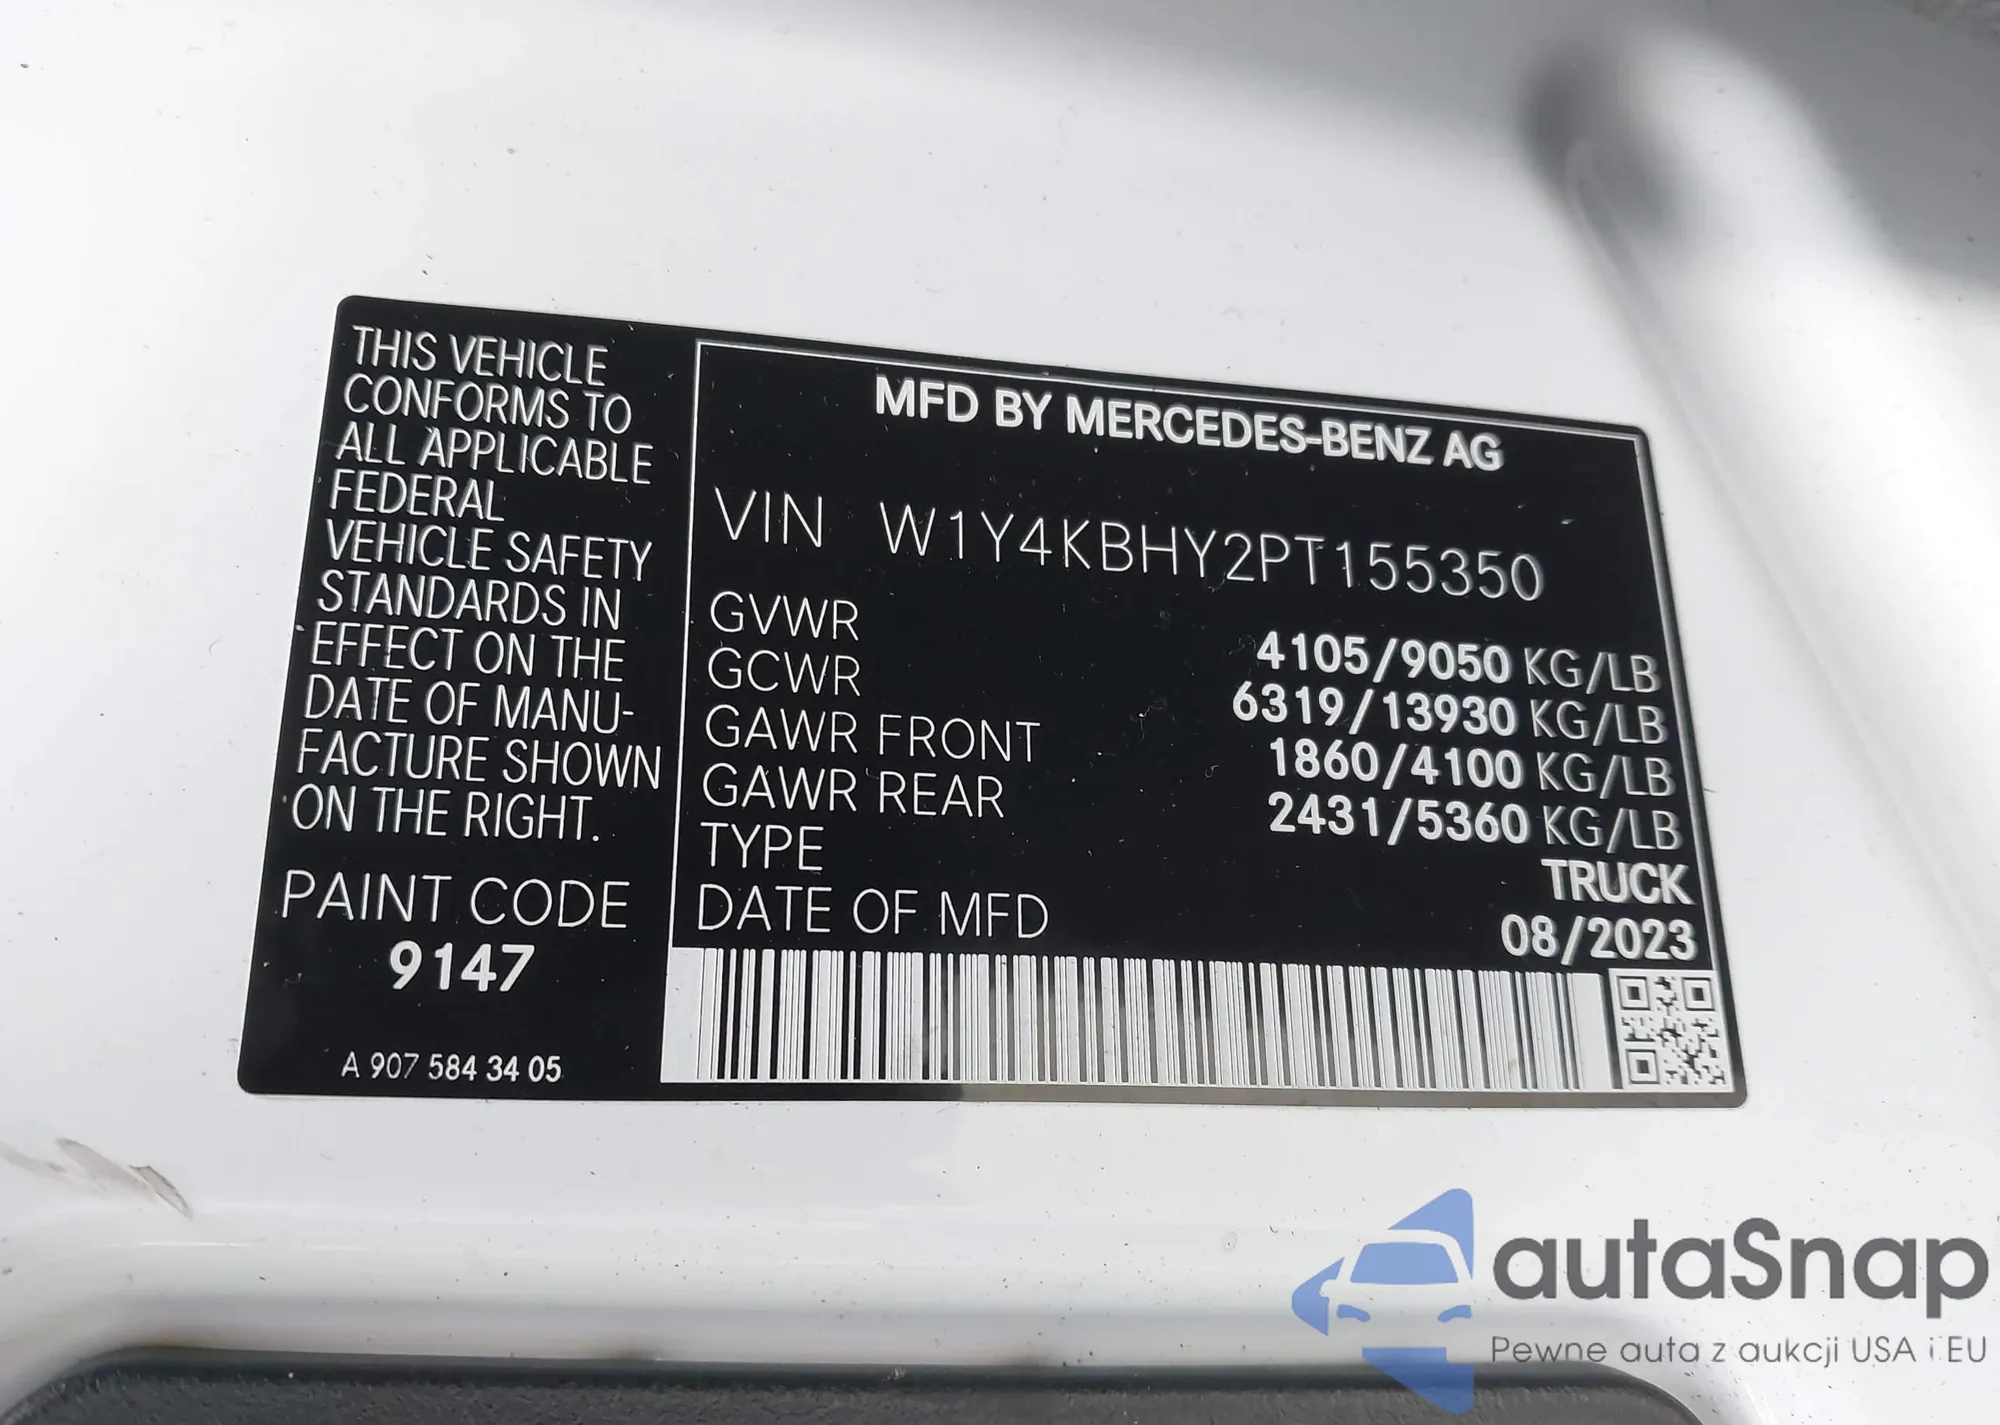 THIS VEHICLE
CONFORMS TO
ALL APPLICABLE
FEDERAL
VEHICLE SAFETY
STANDARDS IN
EFFECT ON THE
DATE OF MANU-
FACTURE SHOWN
ON THE RIGHT.
PAINT CODE
9147
A 907 584 34 05
MFD BY MERCEDES-BENZ AG
VIN W1Y4KBHY2PT155350
GVWR 4105/9050 KG/LB
GCWR 6319/13930 KG/LB
GAWR FRONT 1860/4100 KG/LB
GAWR REAR 2431/5360 KG/LB
TYPE TRUCK
DATE OF MFD 08/2023
autaSnap
Pewne auta z aukcji USA i EU